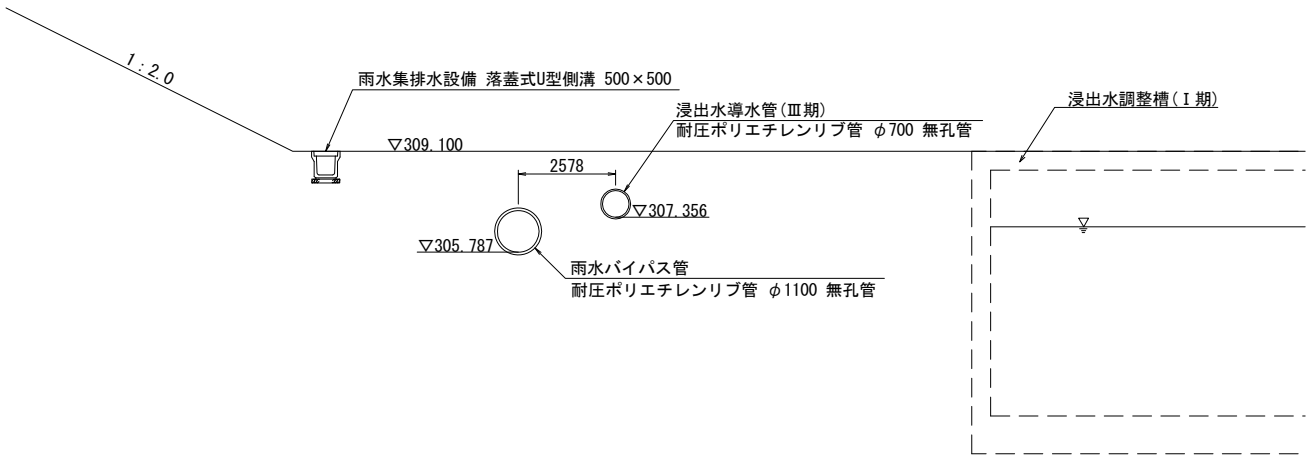 1:2.0
雨水集排水設備 落蓋式U型側溝 500×500
浸出水導水管(Ⅲ期)
耐圧ポリエチレンリブ管 φ700 無孔管
浸出水調整槽(Ⅰ期)
▽309.100
2578
▽307.356
▽305.787
雨水バイパス管
耐圧ポリエチレンリブ管 φ1100 無孔管